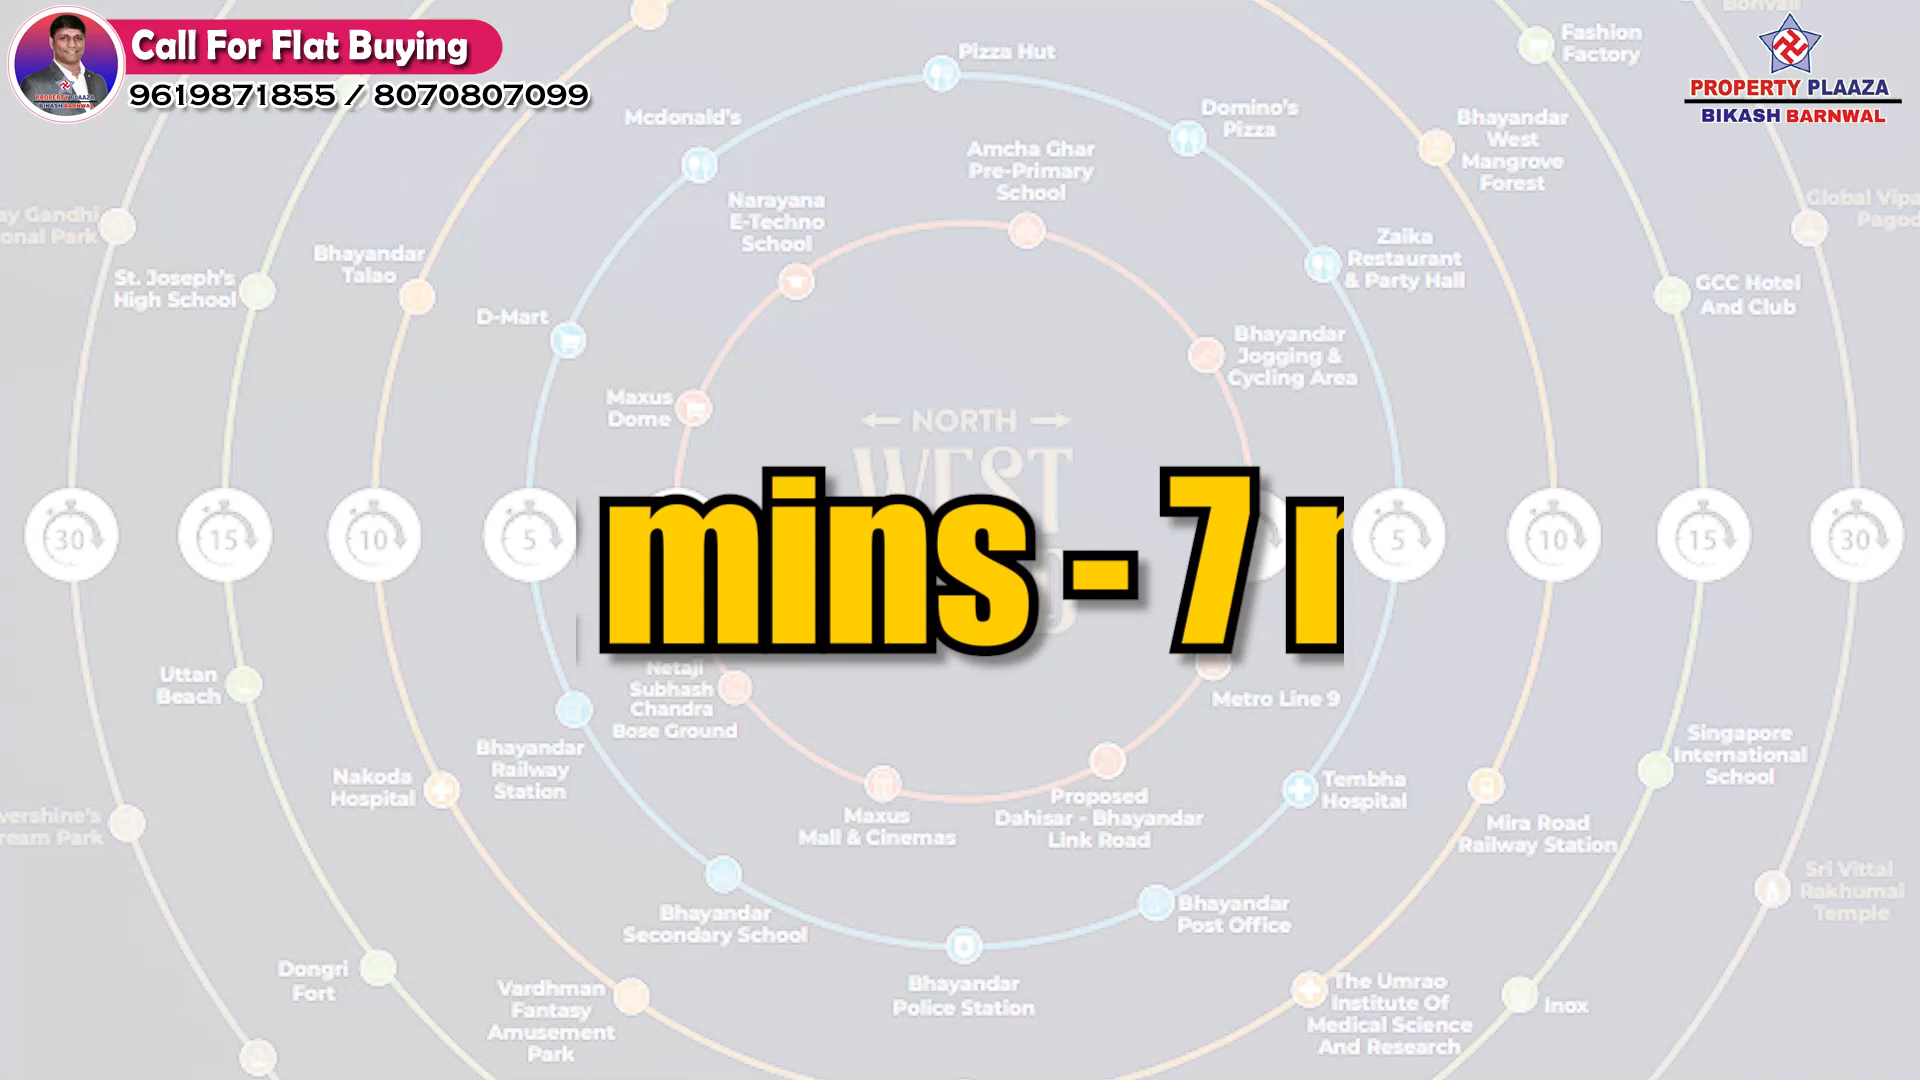 Call For Flat Buying
9619871855 / 8070807099
PROPERTY PLAAZA
BIKASH BARNWAL
Pizza Hut
Fashion
Factory
Mcdonald's
Domino's
Pizza
Bhayandar
West
Mangrove
Forest
Amcha Ghar
Pre-Primary
School
Narayana
E-Techno
School
Zaika
Restaurant
& Party Hall
Bhayandar
Talao
St. Joseph's
High School
GCC Hotel
And Club
D-Mart
Bhayandar
Jogging &
Cycling Area
Maxus
Dome
NORTH
WEST
mins - 7
30
15
10
5
5
10
15
30
Netaji
Subhash
Chandra
Bose Ground
Metro Line 9
Uttan
Beach
Bhayandar
Railway
Station
Singapore
International
School
Nakoda
Hospital
Tembha
Hospital
Proposed
Dahisar - Bhayandar
Link Road
Maxus
Mall & Cinemas
Mira Road
Railway Station
Sri Vittal
Rakhumai
Temple
Bhayandar
Secondary School
Bhayandar
Post Office
Dongri
Fort
Bhayandar
Police Station
Vardhman
Fantasy
Amusement
Park
The Umrao
Institute Of
Medical Science
And Research
Inox